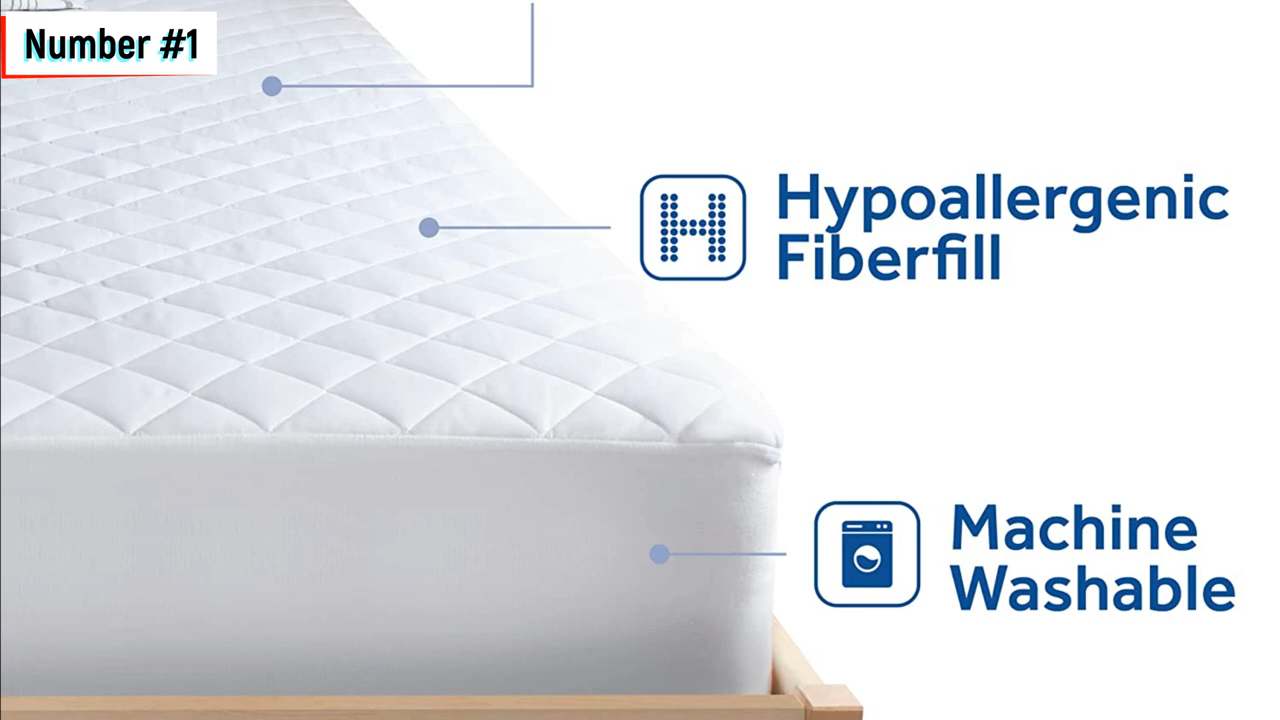 Number #1
Hypoallergenic
Fiberfill
Machine
Washable